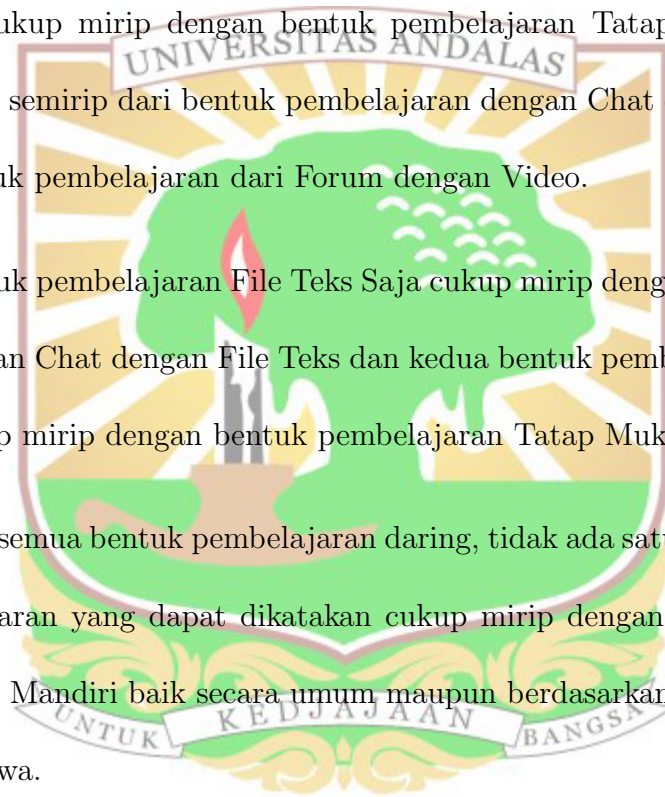 ukup mirip dengan bentuk pembelajaran Tatap
UNIVERSITAS ANDALAS
semirip dari bentuk pembelajaran dengan Chat
uk pembelajaran dari Forum dengan Video.
uk pembelajaran File Teks Saja cukup mirip deng
an Chat dengan File Teks dan kedua bentuk pemb
p mirip dengan bentuk pembelajaran Tatap Muk
semua bentuk pembelajaran daring, tidak ada satu
aran yang dapat dikatakan cukup mirip dengan
Mandiri baik secara umum maupun berdasarkan
UNTUK KEDJAJAAN BANGSA
wa.